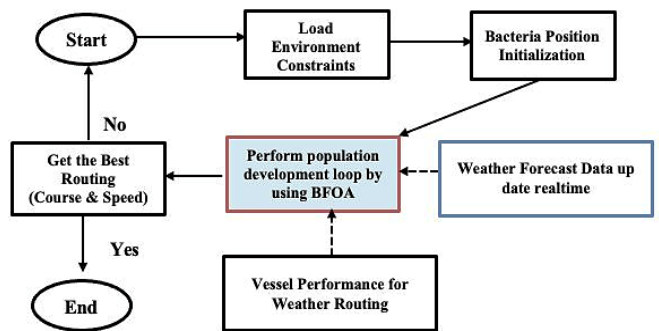 Start
Load
Environment
Constraints
Bacteria Position
Initialization
No
Get the Best
Routing
(Course & Speed)
Perform population
development loop by
using BFOA
Weather Forecast Data up
date realtime
Yes
Vessel Performance for
Weather Routing
End